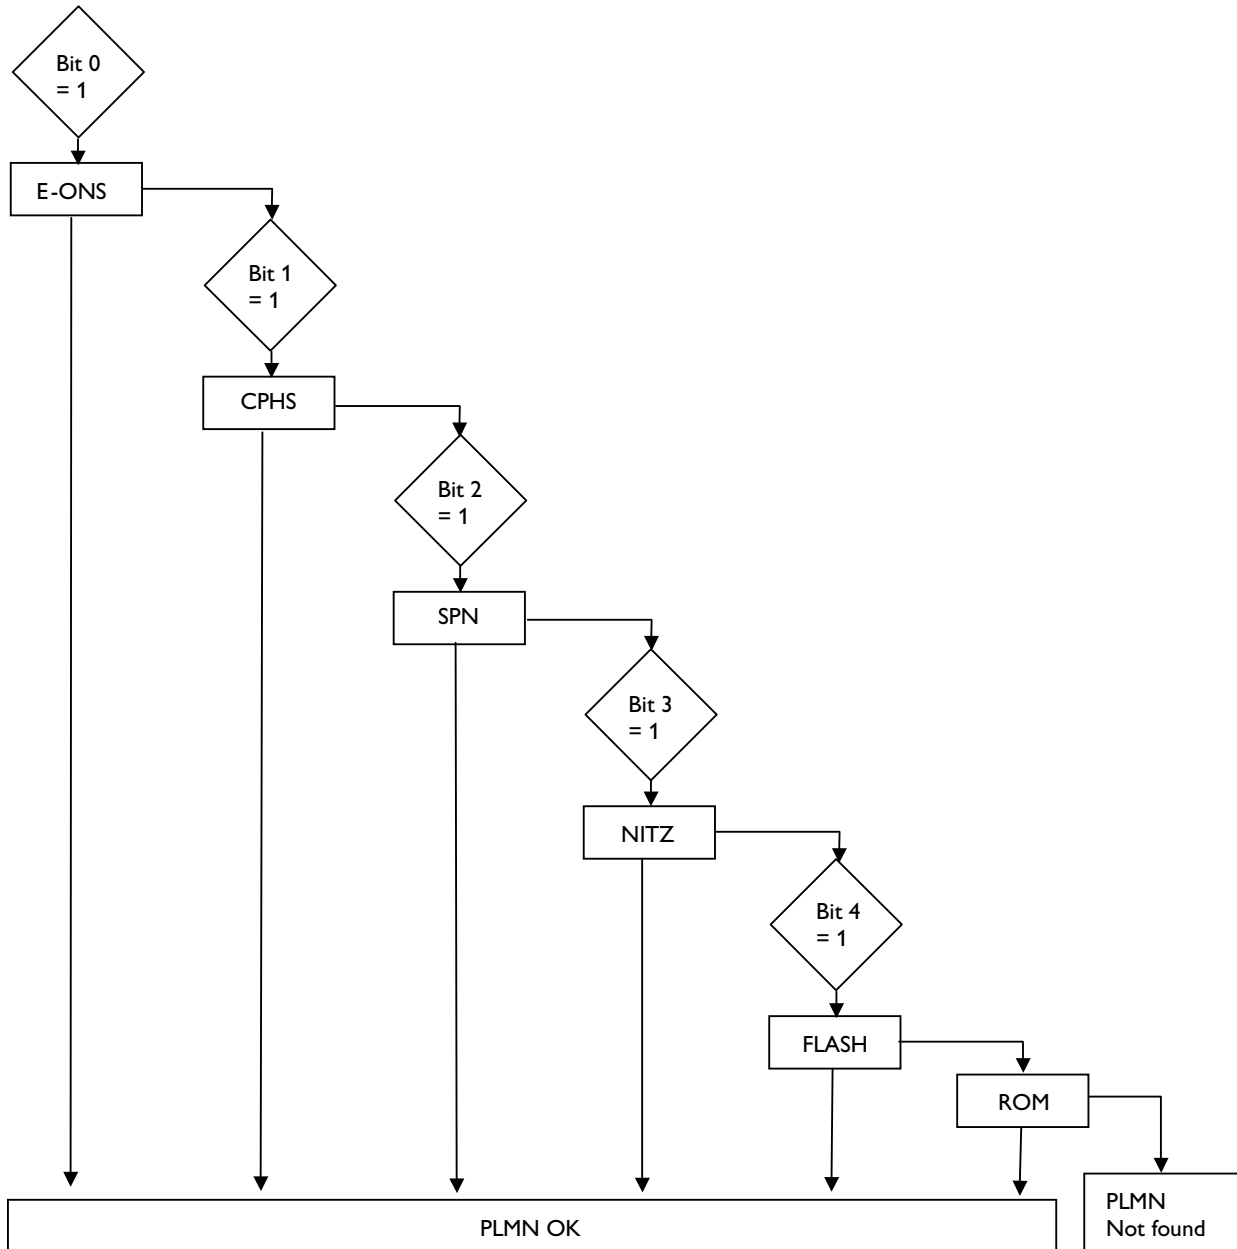 Bit 0
= 1
E-ONS
Bit 1
= 1
CPHS
Bit 2
= 1
SPN
Bit 3
= 1
NITZ
Bit 4
= 1
FLASH
ROM
PLMN OK
PLMN
Not found